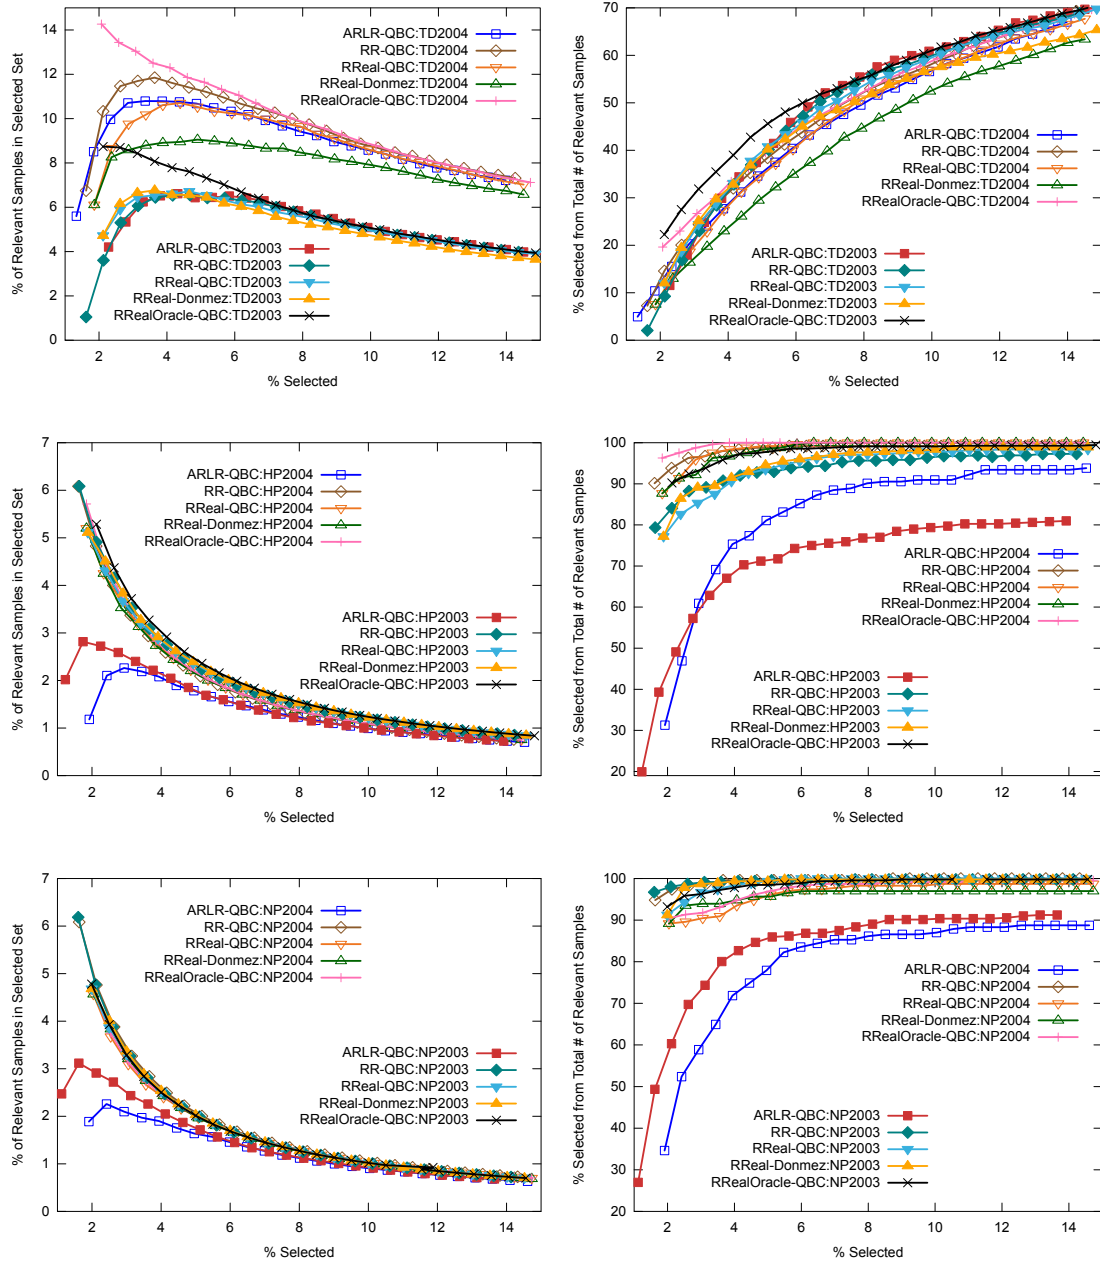 % of Relevant Samples in Selected Set
15
14
12
10
8
6
4
2
0
ARLR-QBC:TD2004
RR-QBC:TD2004
RReal-QBC:TD2004
RReal-Donmez:TD2004
RRealOracle-QBC:TD2004
ARLR-QBC:TD2003
RR-QBC:TD2003
RReal-QBC:TD2003
RReal-Donmez:TD2003
RRealOracle-QBC:TD2003
2 4 6 8 10 12 14
% Selected
% Selected from Total # of Relevant Samples
70
60
50
40
30
20
10
0
ARLR-QBC:TD2004
RR-QBC:TD2004
RReal-QBC:TD2004
RReal-Donmez:TD2004
RRealOracle-QBC:TD2004
ARLR-QBC:TD2003
RR-QBC:TD2003
RReal-QBC:TD2003
RReal-Donmez:TD2003
RRealOracle-QBC:TD2003
2 4 6 8 10 12 14
% Selected
% of Relevant Samples in Selected Set
7
6
5
4
3
2
1
0
ARLR-QBC:HP2004
RR-QBC:HP2004
RReal-QBC:HP2004
RReal-Donmez:HP2004
RRealOracle-QBC:HP2004
ARLR-QBC:HP2003
RR-QBC:HP2003
RReal-QBC:HP2003
RReal-Donmez:HP2003
RRealOracle-QBC:HP2003
2 4 6 8 10 12 14
% Selected
% Selected from Total # of Relevant Samples
100
90
80
70
60
50
40
30
20
ARLR-QBC:HP2004
RR-QBC:HP2004
RReal-QBC:HP2004
RReal-Donmez:HP2004
RRealOracle-QBC:HP2004
ARLR-QBC:HP2003
RR-QBC:HP2003
RReal-QBC:HP2003
RReal-Donmez:HP2003
RRealOracle-QBC:HP2003
2 4 6 8 10 12 14
% Selected
% of Relevant Samples in Selected Set
7
6
5
4
3
2
1
0
ARLR-QBC:NP2004
RR-QBC:NP2004
RReal-QBC:NP2004
RReal-Donmez:NP2004
RRealOracle-QBC:NP2004
ARLR-QBC:NP2003
RR-QBC:NP2003
RReal-QBC:NP2003
RReal-Donmez:NP2003
RRealOracle-QBC:NP2003
2 4 6 8 10 12 14
% Selected
% Selected from Total # of Relevant Samples
100
90
80
70
60
50
40
30
20
ARLR-QBC:NP2004
RR-QBC:NP2004
RReal-QBC:NP2004
RReal-Donmez:NP2004
RRealOracle-QBC:NP2004
ARLR-QBC:NP2003
RR-QBC:NP2003
RReal-QBC:NP2003
RReal-Donmez:NP2003
RRealOracle-QBC:NP2003
2 4 6 8 10 12 14
% Selected